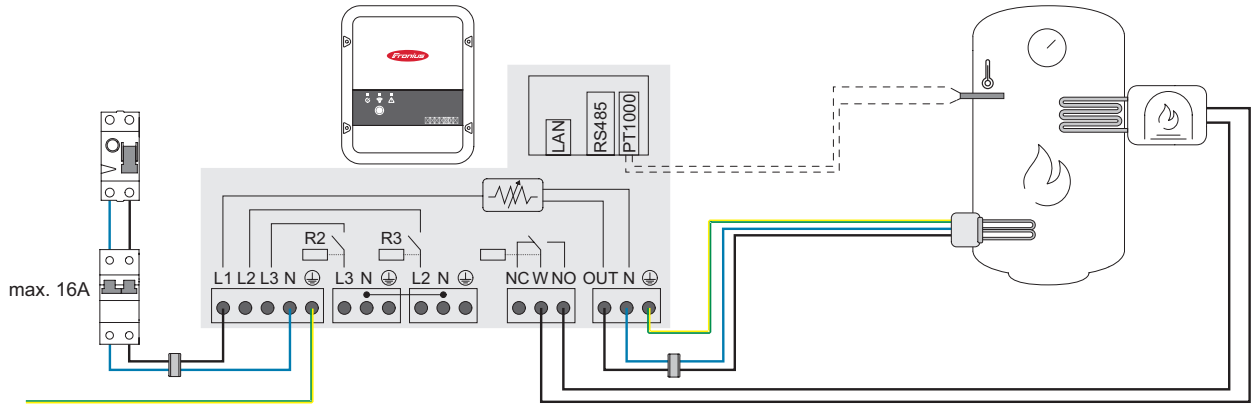 Fronius
LAN
RS485
PT1000
R2 R3
L1 L2 L3 N L3 N L2 N NC W NO OUT N
max. 16A